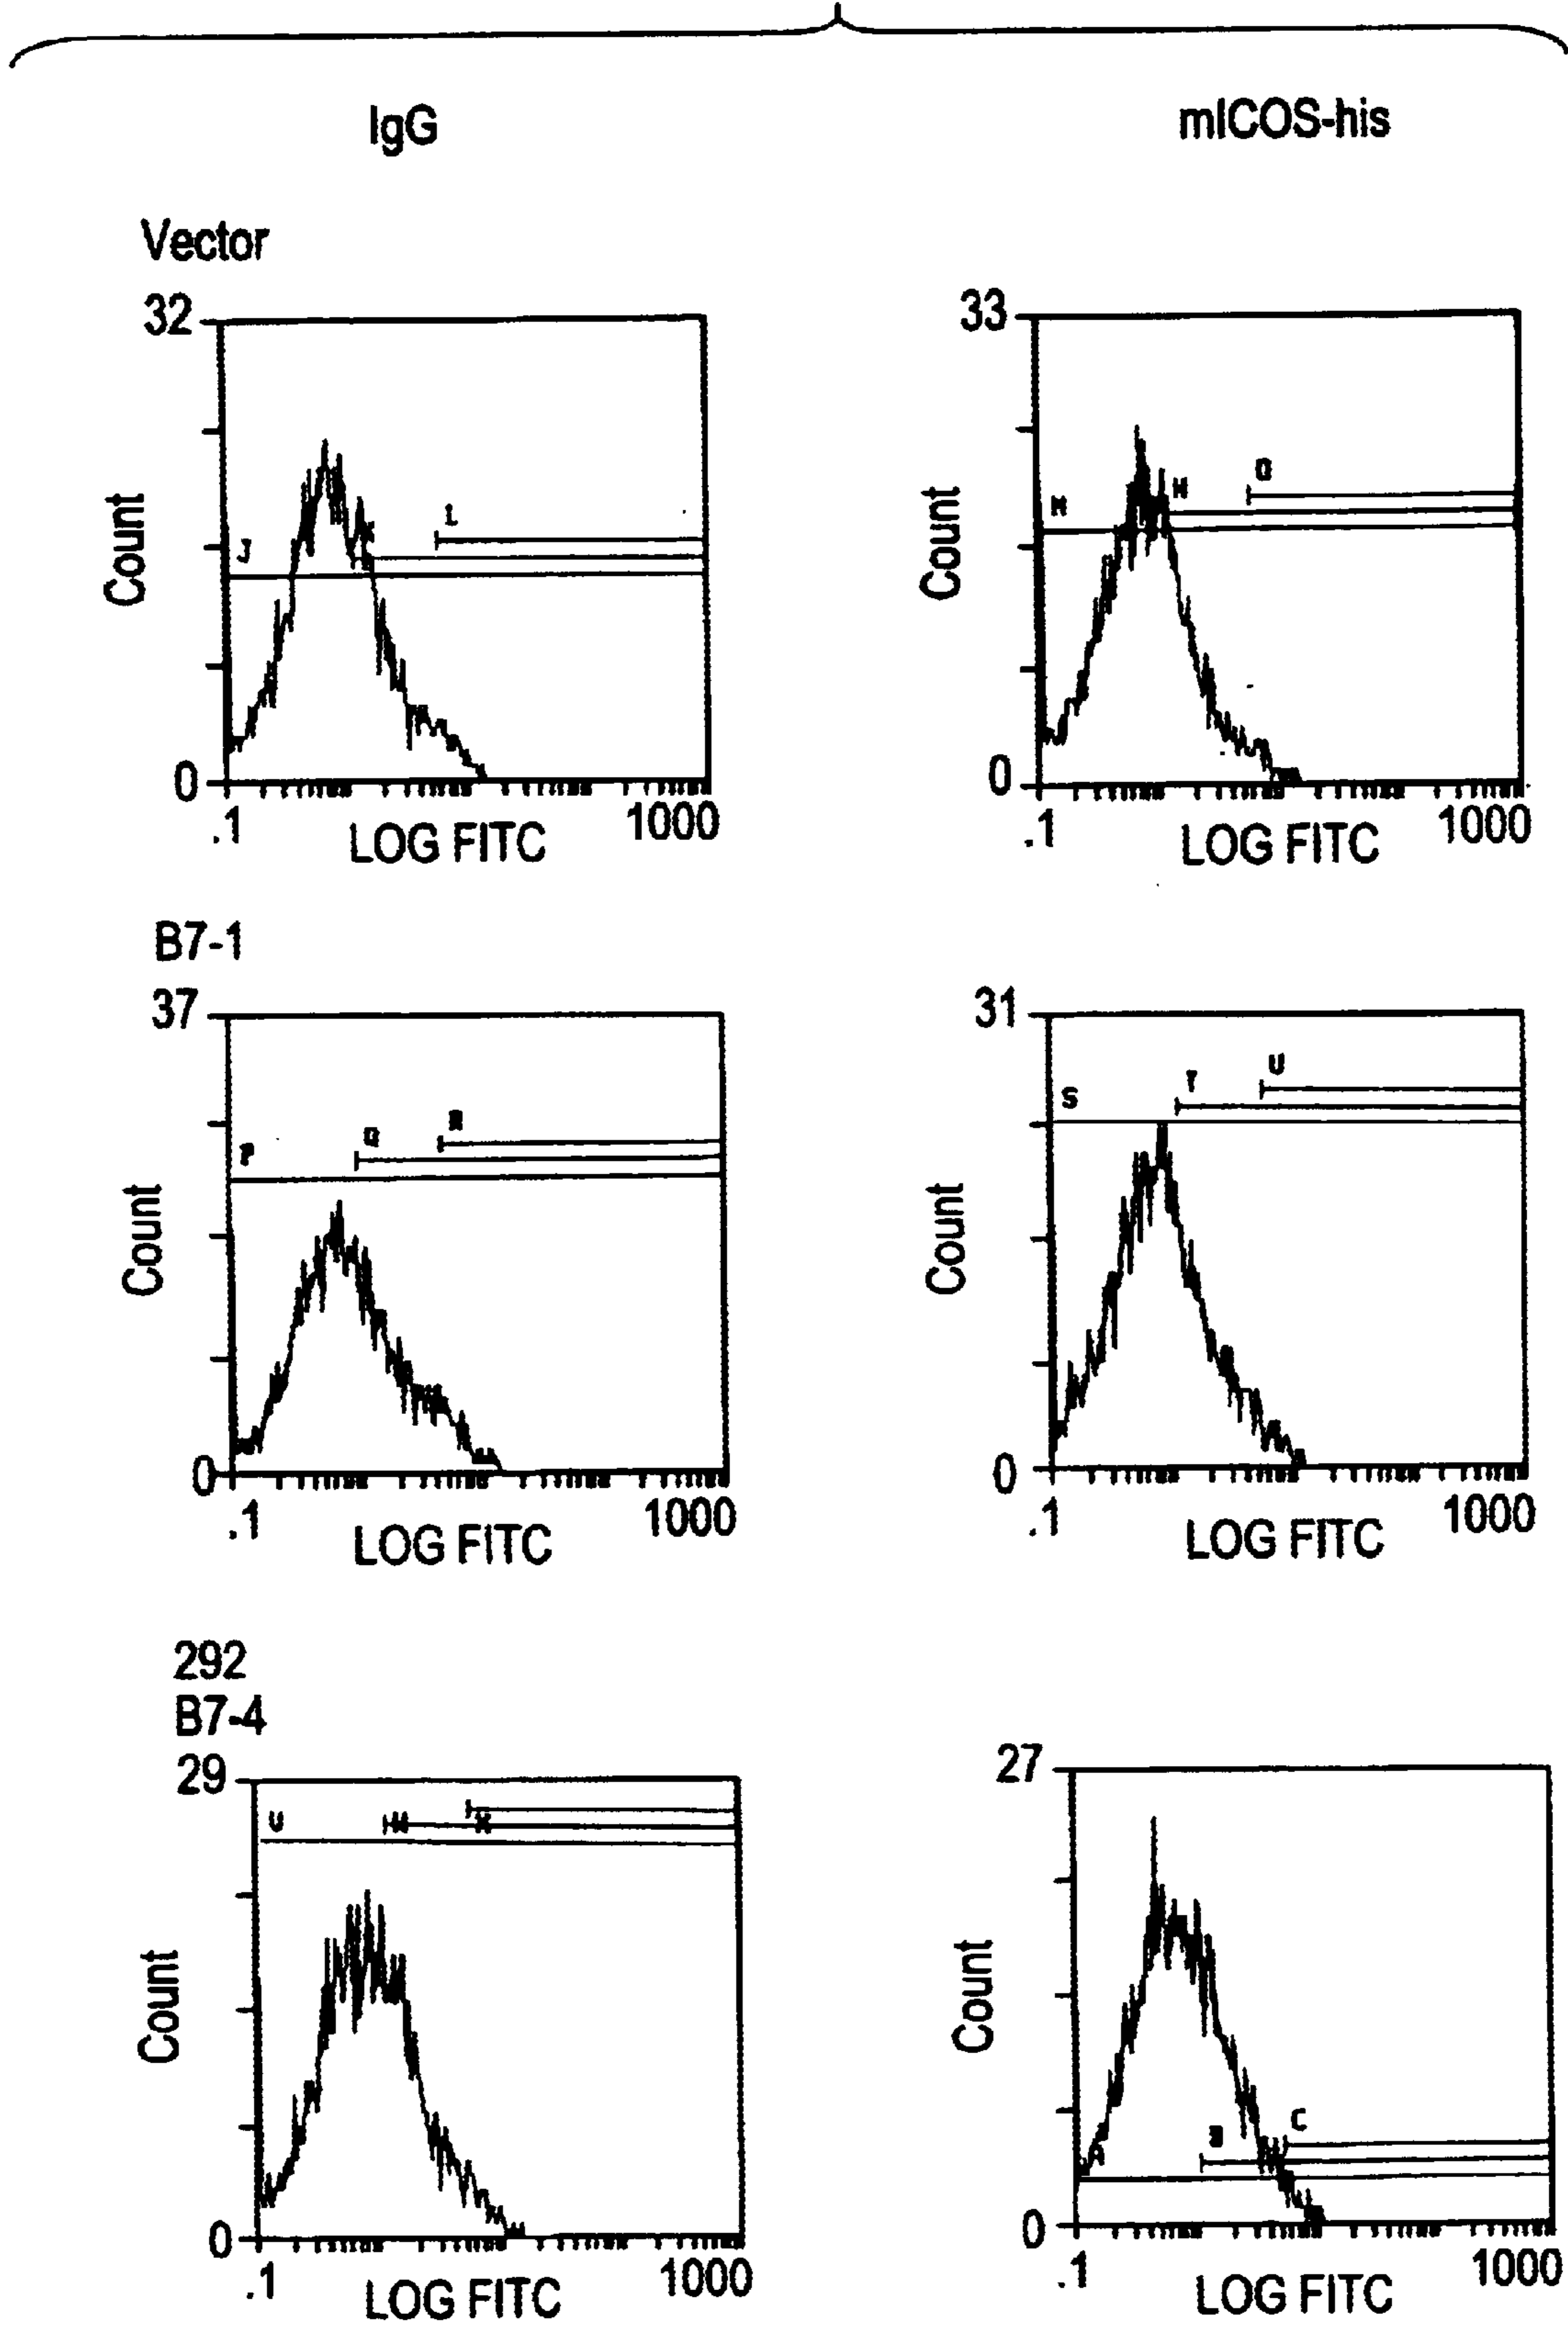 IgG mICOS-his
Vector
32 33
Count Count
J K L M N O
0 0
.1 LOG FITC 1000 .1 LOG FITC 1000
B7-1
37 31
Count Count
P Q R S T U
0 0
.1 LOG FITC 1000 .1 LOG FITC 1000
292
B7-4
29 27
Count Count
A B C
0 0
.1 LOG FITC 1000 .1 LOG FITC 1000